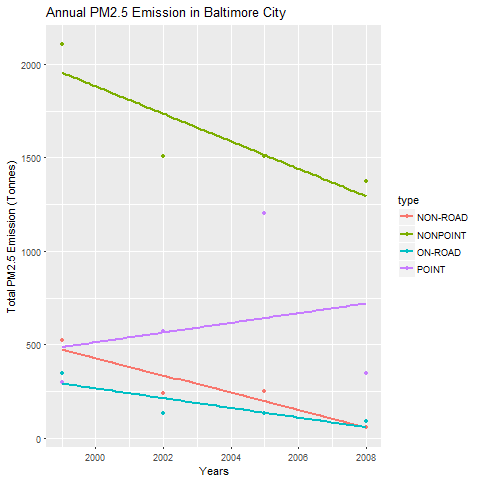 Annual PM2.5 Emission in Baltimore City
Total PM2.5 Emission (Tonnes)
2000
1500
1000
500
0
2000
2002
2004
2006
2008
Years
type
NON-ROAD
NONPOINT
ON-ROAD
POINT